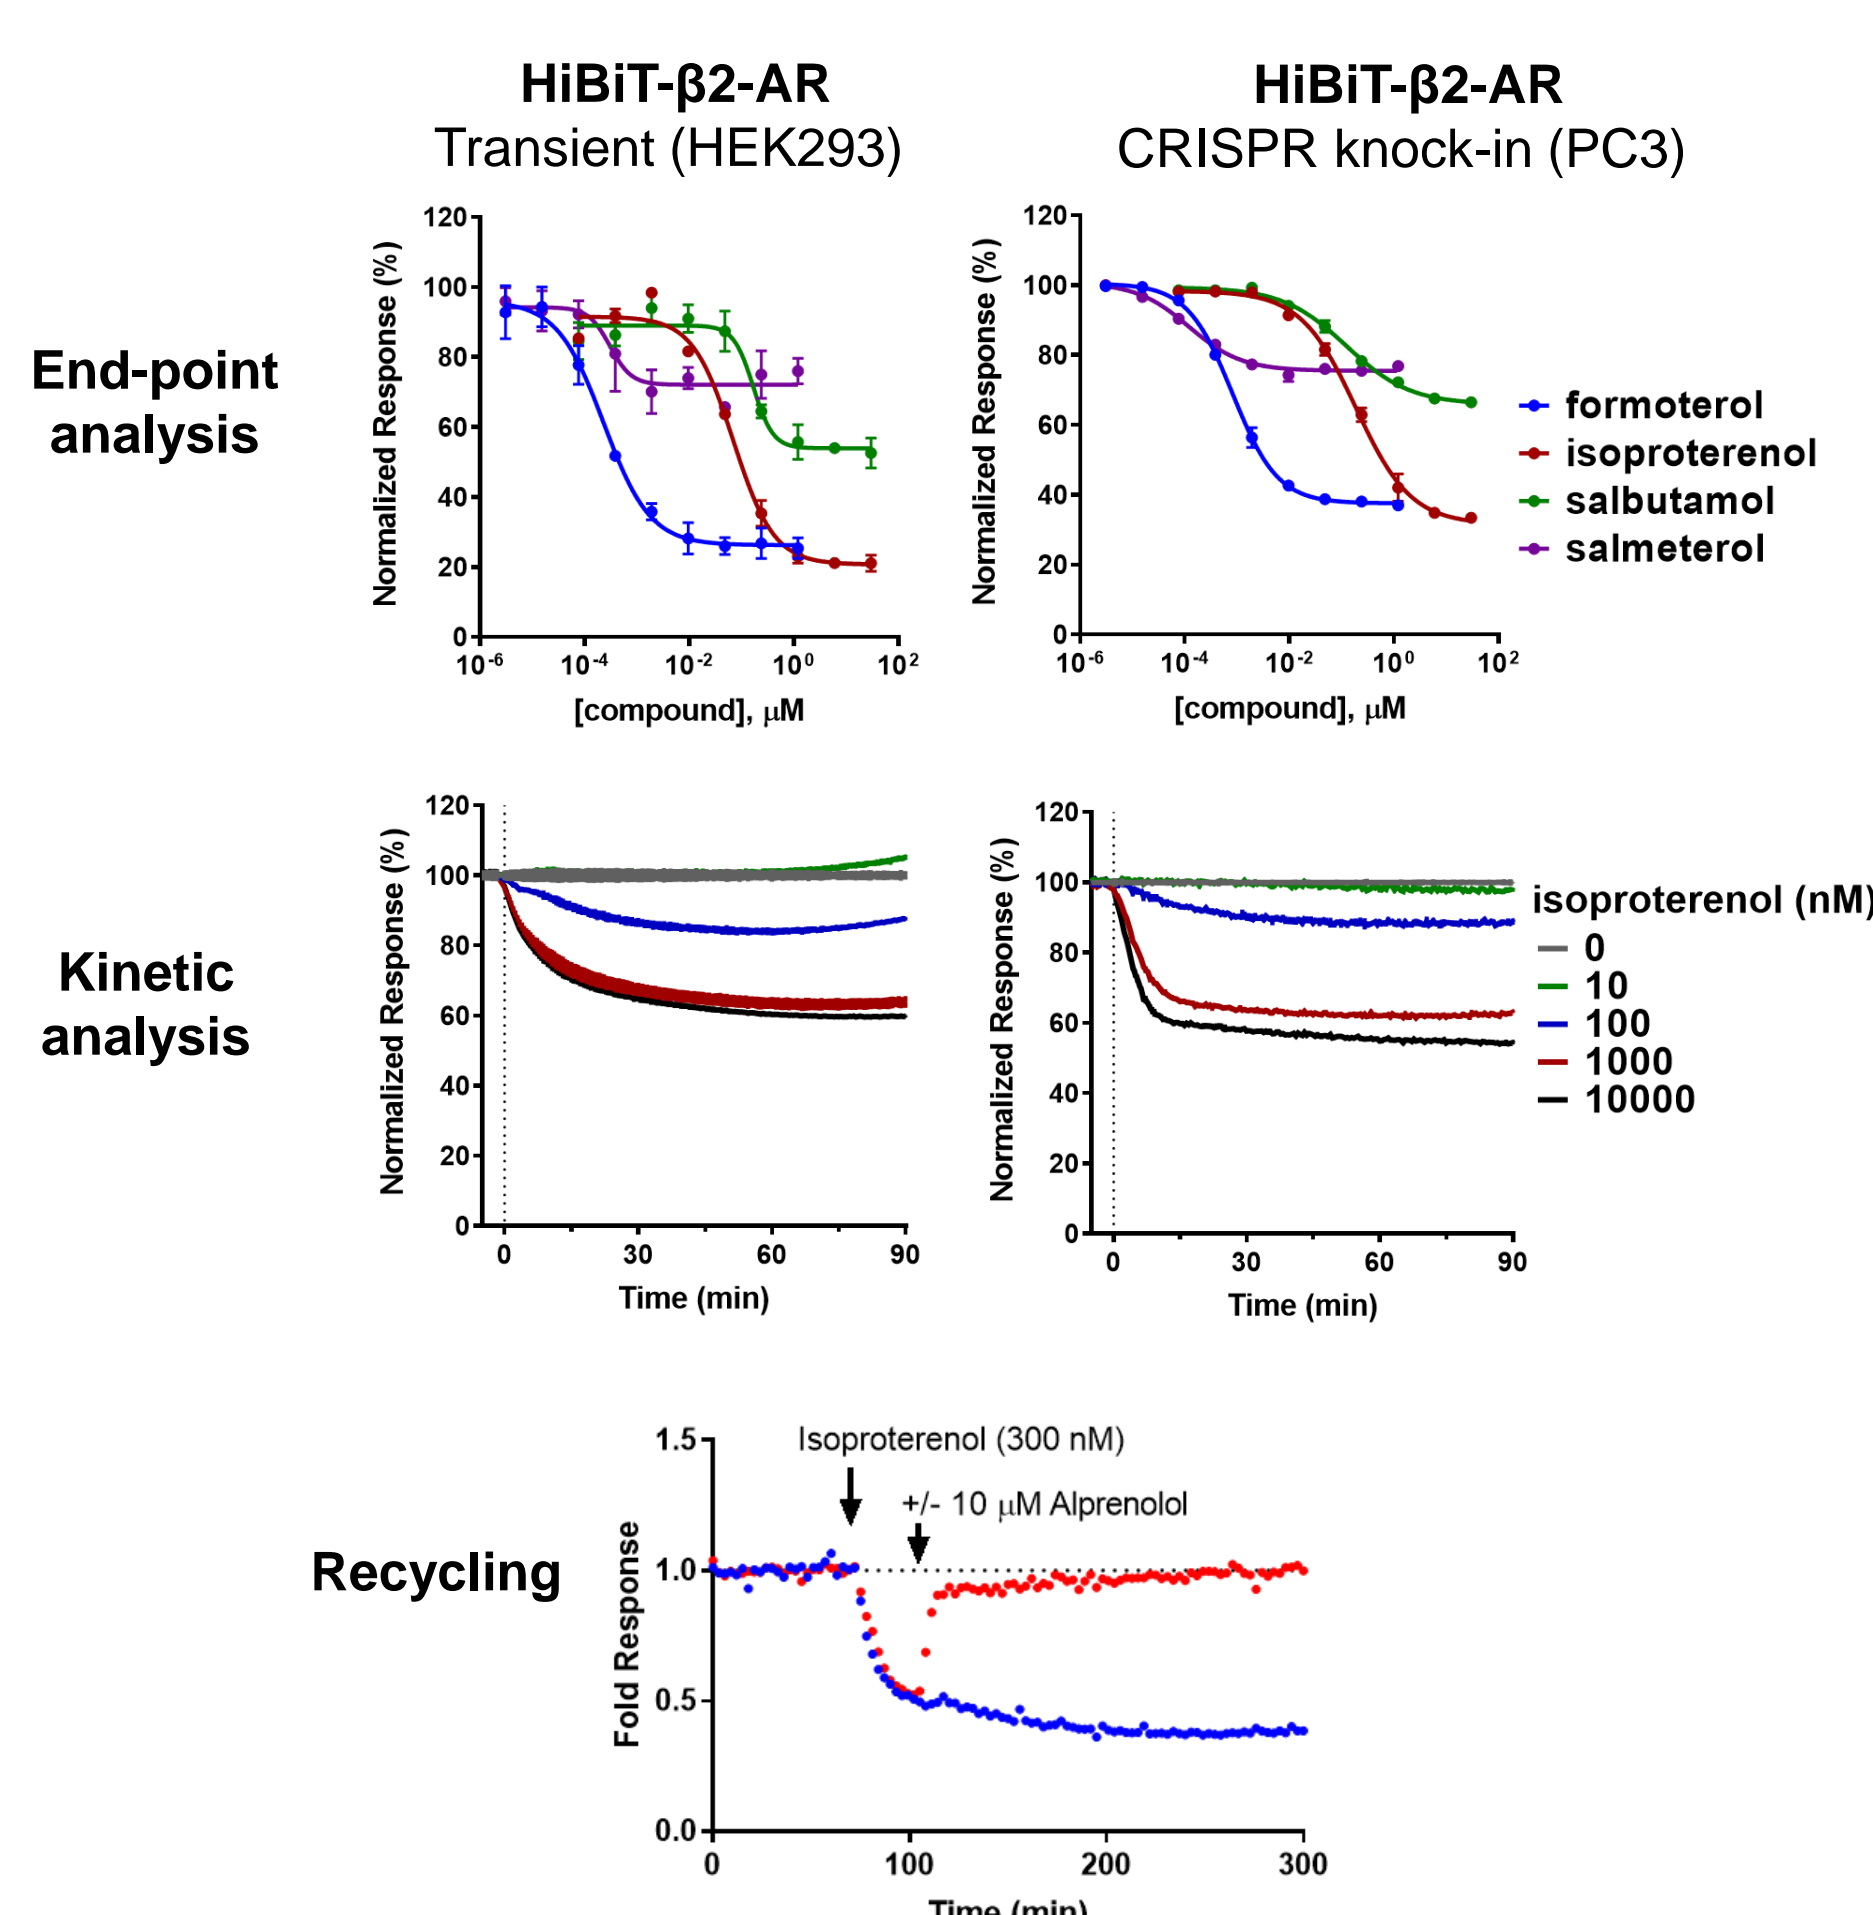 HiBiT-β2-AR
Transient (HEK293)
HiBiT-β2-AR
CRISPR knock-in (PC3)
End-point
analysis
Normalized Response (%)
120
100
80
60
40
20
0
10⁻⁶
10⁻⁴
10⁻²
10⁰
10²
[compound], μM
Normalized Response (%)
120
100
80
60
40
20
0
10⁻⁶
10⁻⁴
10⁻²
10⁰
10²
[compound], μM
formoterol
isoproterenol
salbutamol
salmeterol
Kinetic
analysis
Normalized Response (%)
120
100
80
60
40
20
0
0
30
60
90
Time (min)
Normalized Response (%)
120
100
80
60
40
20
0
0
30
60
90
Time (min)
isoproterenol (nM)
0
10
100
1000
10000
Recycling
Fold Response
1.5
1.0
0.5
0.0
Isoproterenol (300 nM)
+/- 10 μM Alprenolol
0
100
200
300
Time (min)